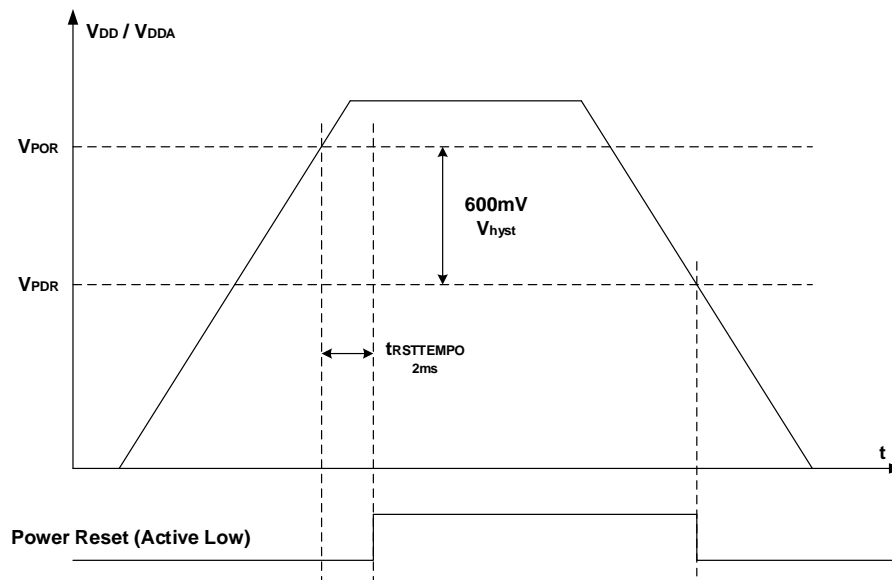 VDD / VDDA
VPOR
600mV
Vhyst
VPDR
tRSTTEMPO
2ms
t
Power Reset (Active Low)